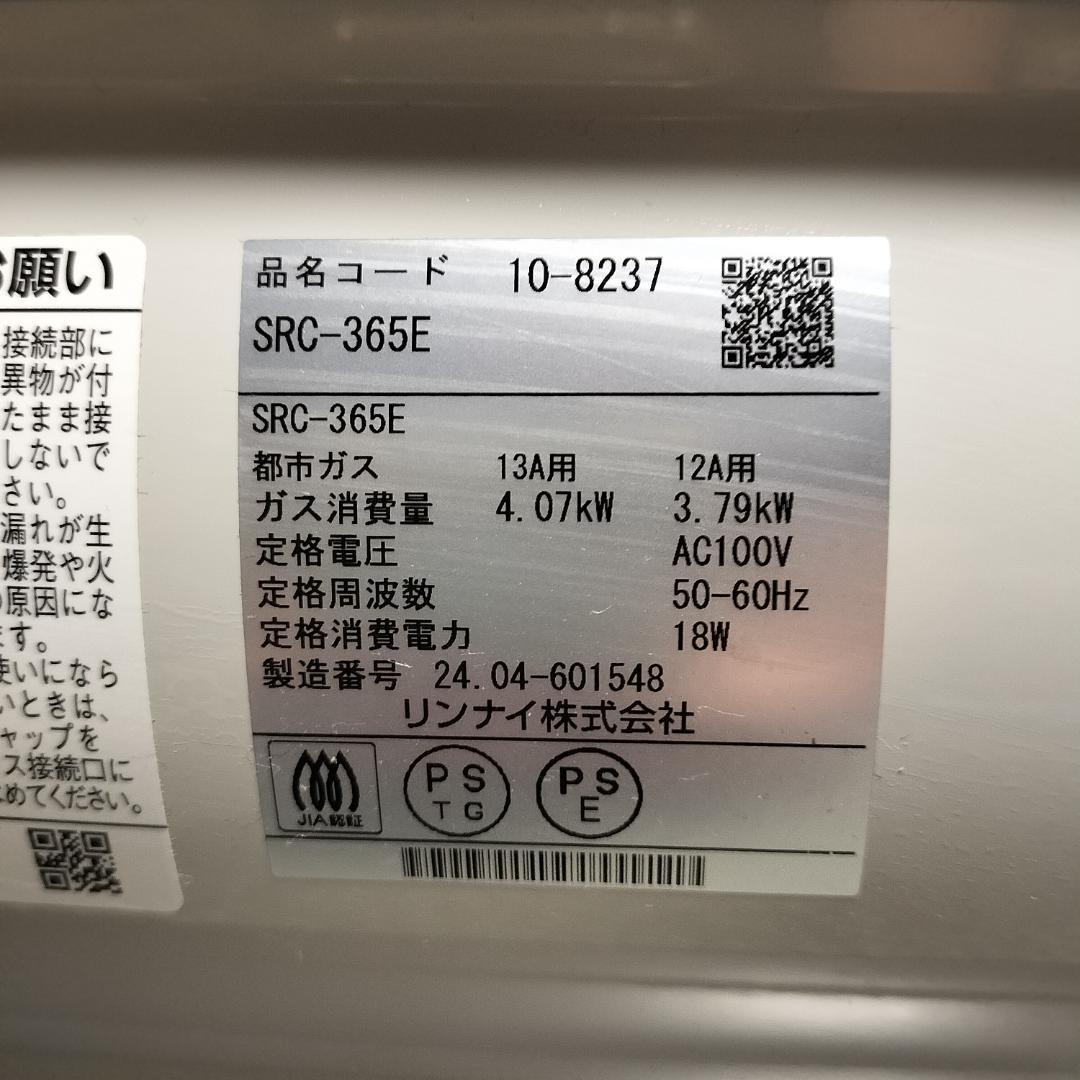 お願い
接続部に
異物が付
たまま接
しないで
さい。
漏れが生
爆発や火
の原因にな
ます。
使いになら
いときは、
ャップを
ス接続口に
めてください。
品名コード 10-8237
SRC-365E
SRC-365E
都市ガス 13A用 12A用
ガス消費量 4.07kW 3.79kW
定格電圧 AC100V
定格周波数 50-60Hz
定格消費電力 18W
製造番号 24.04-601548
リンナイ株式会社
JIA認証
PS
TG
PS
E